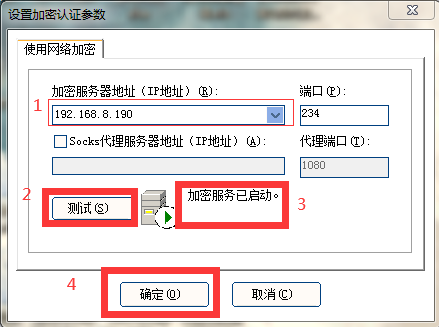 设置加密认证参数
使用网络加密
加密服务器地址（IP地址）(R):
端口(P):
1
192.168.8.190
234
Socks代理服务器地址（IP地址）(A):
代理端口(T):
1080
2
测试(S)
加密服务已启动。
3
4
确定(O)
取消(C)